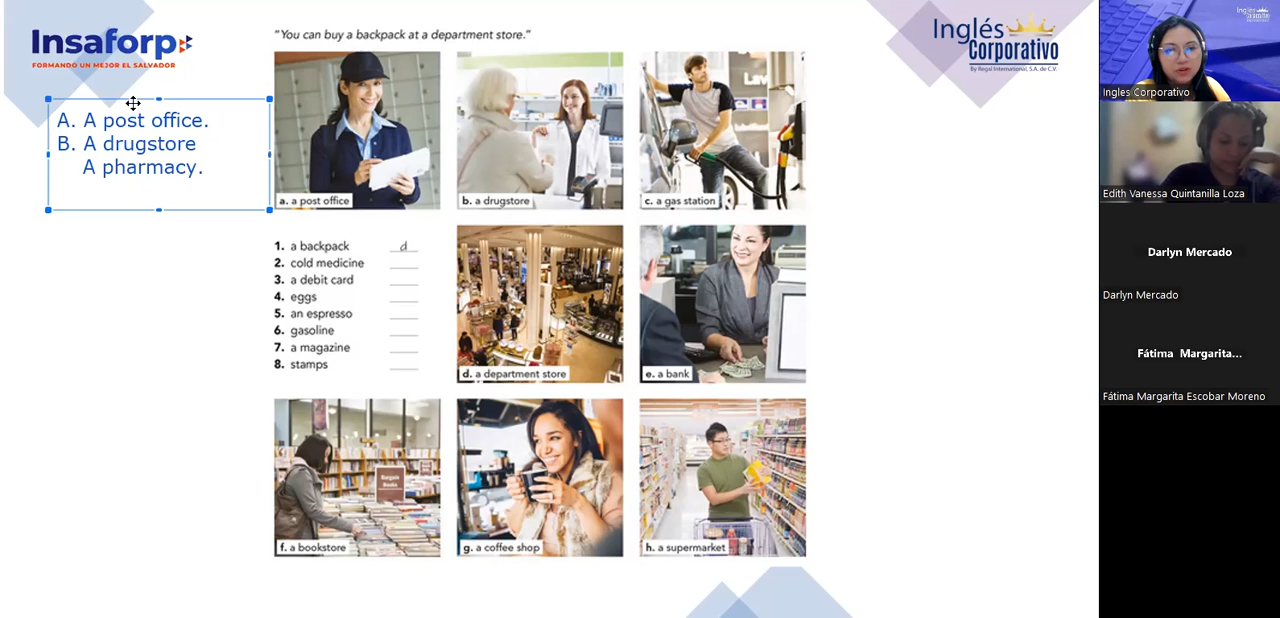 Insaforp
FORMANDO UN MEJOR EL SALVADOR
"You can buy a backpack at a department store."
Inglés
Corporativo
By Regal International, S.A. de C.V.
A. A post office.
B. A drugstore
A pharmacy.
a. a post office
b. a drugstore
c. a gas station
1. a backpack d
2. cold medicine
3. a debit card
4. eggs
5. an espresso
6. gasoline
7. a magazine
8. stamps
d. a department store
e. a bank
f. a bookstore
g. a coffee shop
h. a supermarket
Ingles Corporativo
Edith Vanessa Quintanilla Loza
Darlyn Mercado
Darlyn Mercado
Fátima Margarita...
Fátima Margarita Escobar Moreno